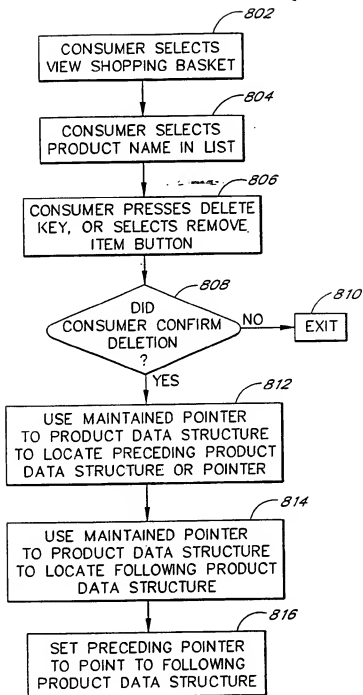 802
CONSUMER SELECTS
VIEW SHOPPING BASKET
804
CONSUMER SELECTS
PRODUCT NAME IN LIST
806
CONSUMER PRESSES DELETE
KEY, OR SELECTS REMOVE
ITEM BUTTON
808
DID
CONSUMER CONFIRM
DELETION
?
NO
810
EXIT
YES
812
USE MAINTAINED POINTER
TO PRODUCT DATA STRUCTURE
TO LOCATE PRECEDING PRODUCT
DATA STRUCTURE OR POINTER
814
USE MAINTAINED POINTER
TO PRODUCT DATA STRUCTURE
TO LOCATE FOLLOWING PRODUCT
DATA STRUCTURE
816
SET PRECEDING POINTER
TO POINT TO FOLLOWING
PRODUCT DATA STRUCTURE